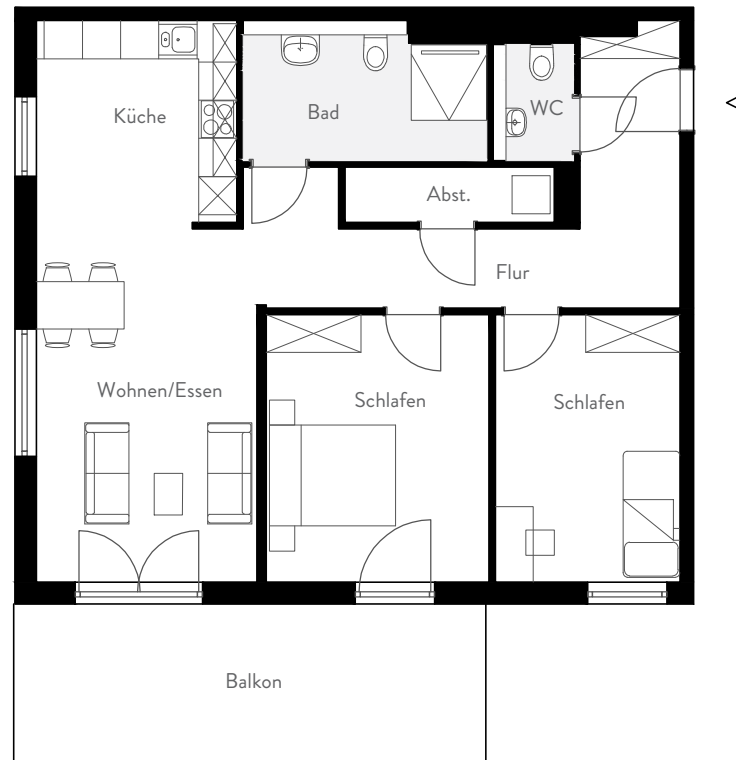 Küche
Bad
WC
Abst.
Flur
Wohnen/Essen
Schlafen
Schlafen
Balkon